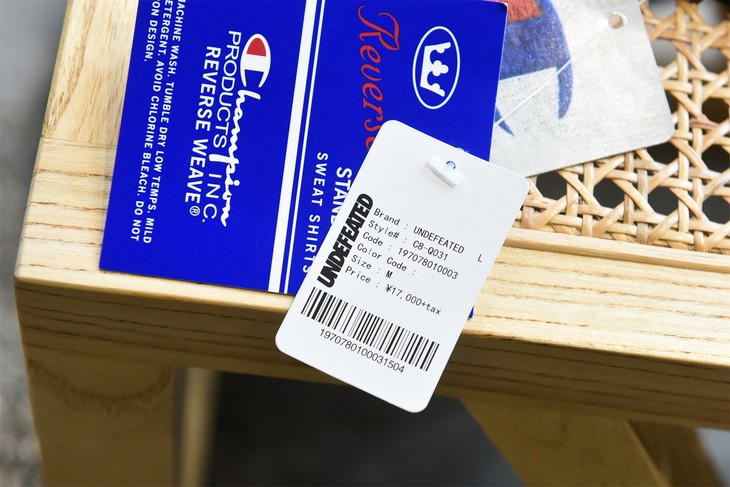 MACHINE WASH. TUMBLE DRY LOW TEMPS. MILD
DETERGENT. AVOID CHLORINE BLEACH. DO NOT
ON DESIGN.
Champion
PRODUCTS INC.
REVERSE WEAVE®
Reverse
SWEAT SHIRTS
UNDEFEATED
Brand : UNDEFEATED L
Style# : C8-Q031
Code : 197078010003
Color Code :
Size : M
Price : ¥17,000+tax
1970780100031504